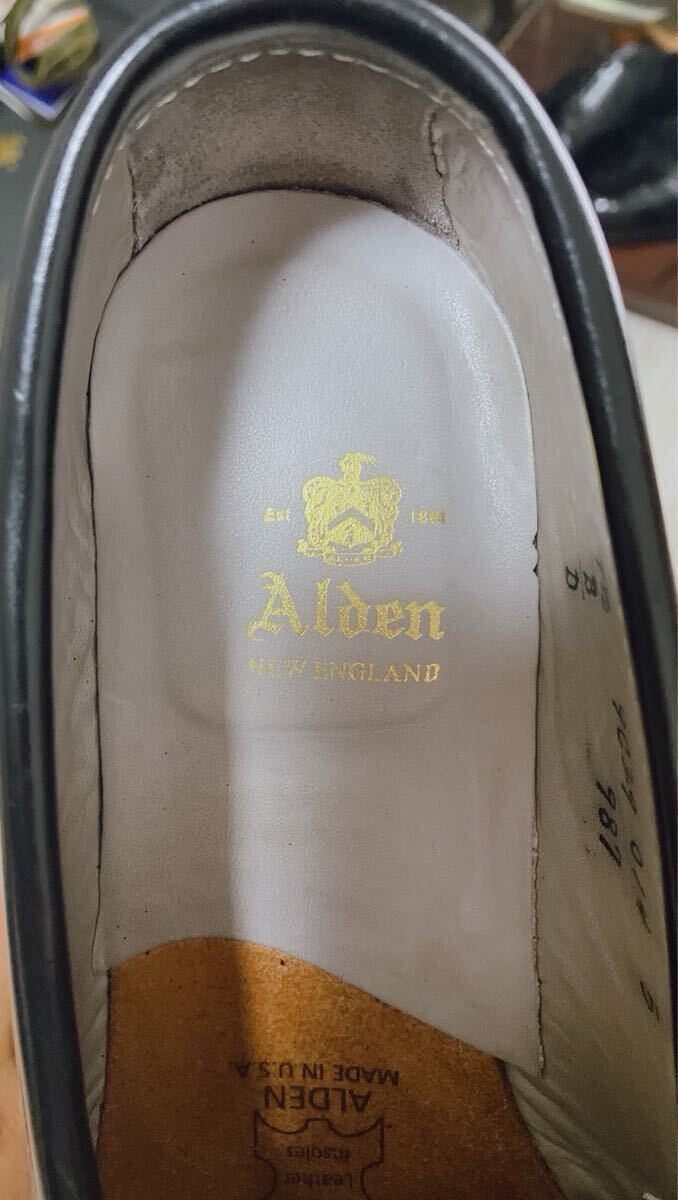 Est 1884
Alden
NEW ENGLAND
B/D
987
ALDEN
MADE IN U.S.A.
Leather
Insoles